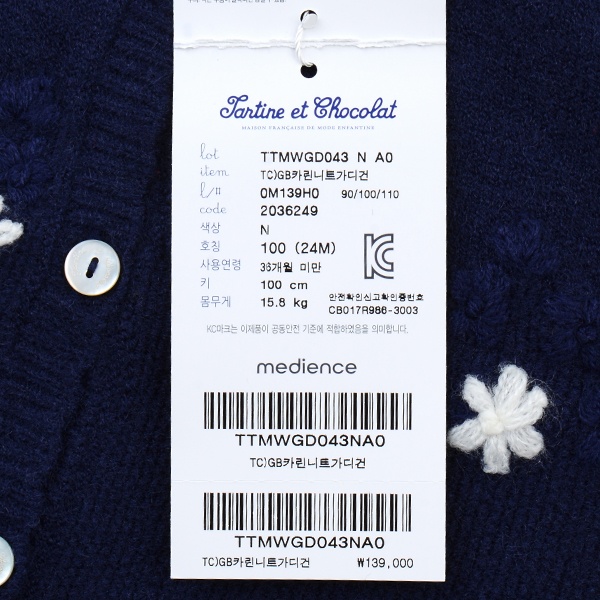 Tartine et Chocolat
MAISON FRANÇAISE DE MODE ENFANTINE
lot TTMWGD043 N A0
item TC)GB카린니트가디건
l/# 0M139H0 90/100/110
code 2036249
색상 N
호칭 100 (24M)
사용연령 36개월 미만
키 100 cm
몸무게 15.8 kg
안전확인신고확인증번호
CB017R986-3003
KC마크는 이제품이 공통안전 기준에 적합하였음을 의미합니다.
medience
TTMWGD043NA0
TC)GB카린니트가디건
TTMWGD043NA0
TC)GB카린니트가디건 ₩139,000